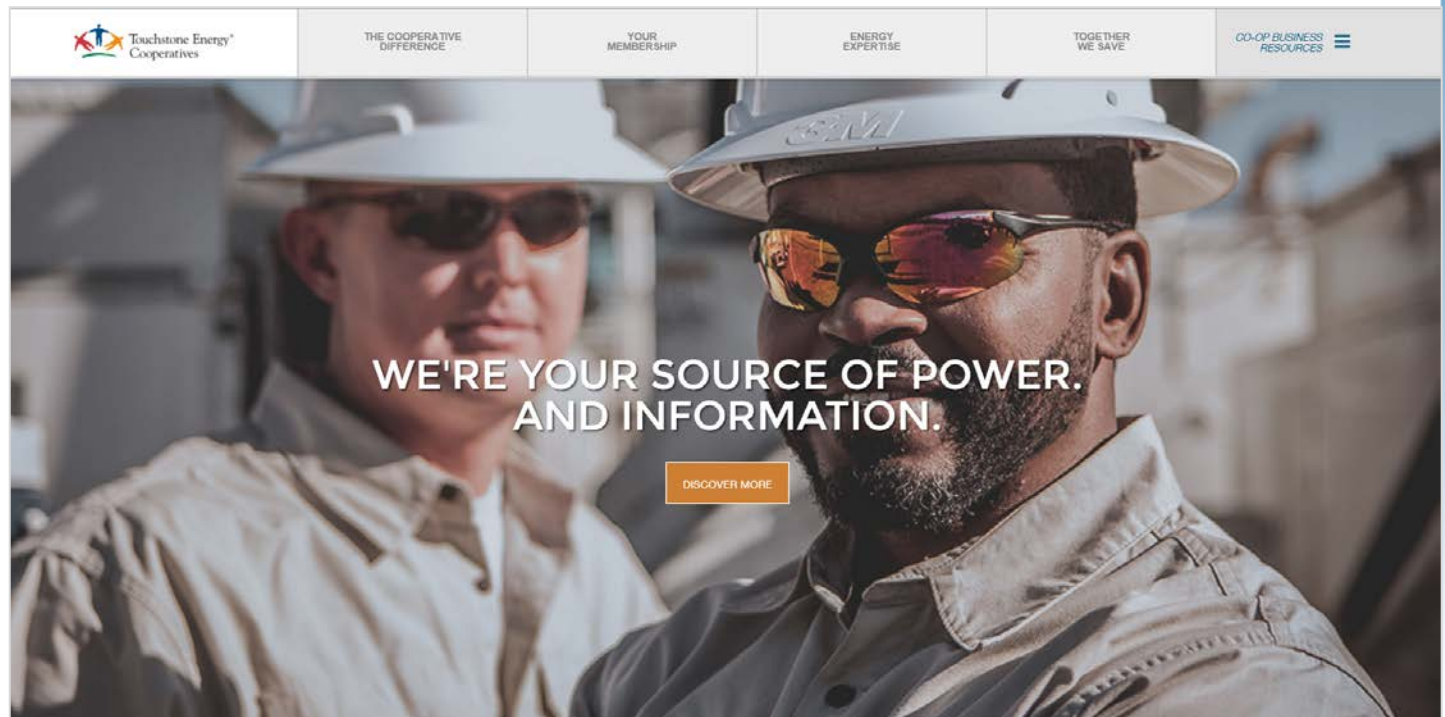 Touchstone Energy®
Cooperatives
THE COOPERATIVE
DIFFERENCE
YOUR
MEMBERSHIP
ENERGY
EXPERTISE
TOGETHER
WE SAVE
CO-OP BUSINESS
RESOURCES
3M
WE'RE YOUR SOURCE OF POWER.
AND INFORMATION.
DISCOVER MORE